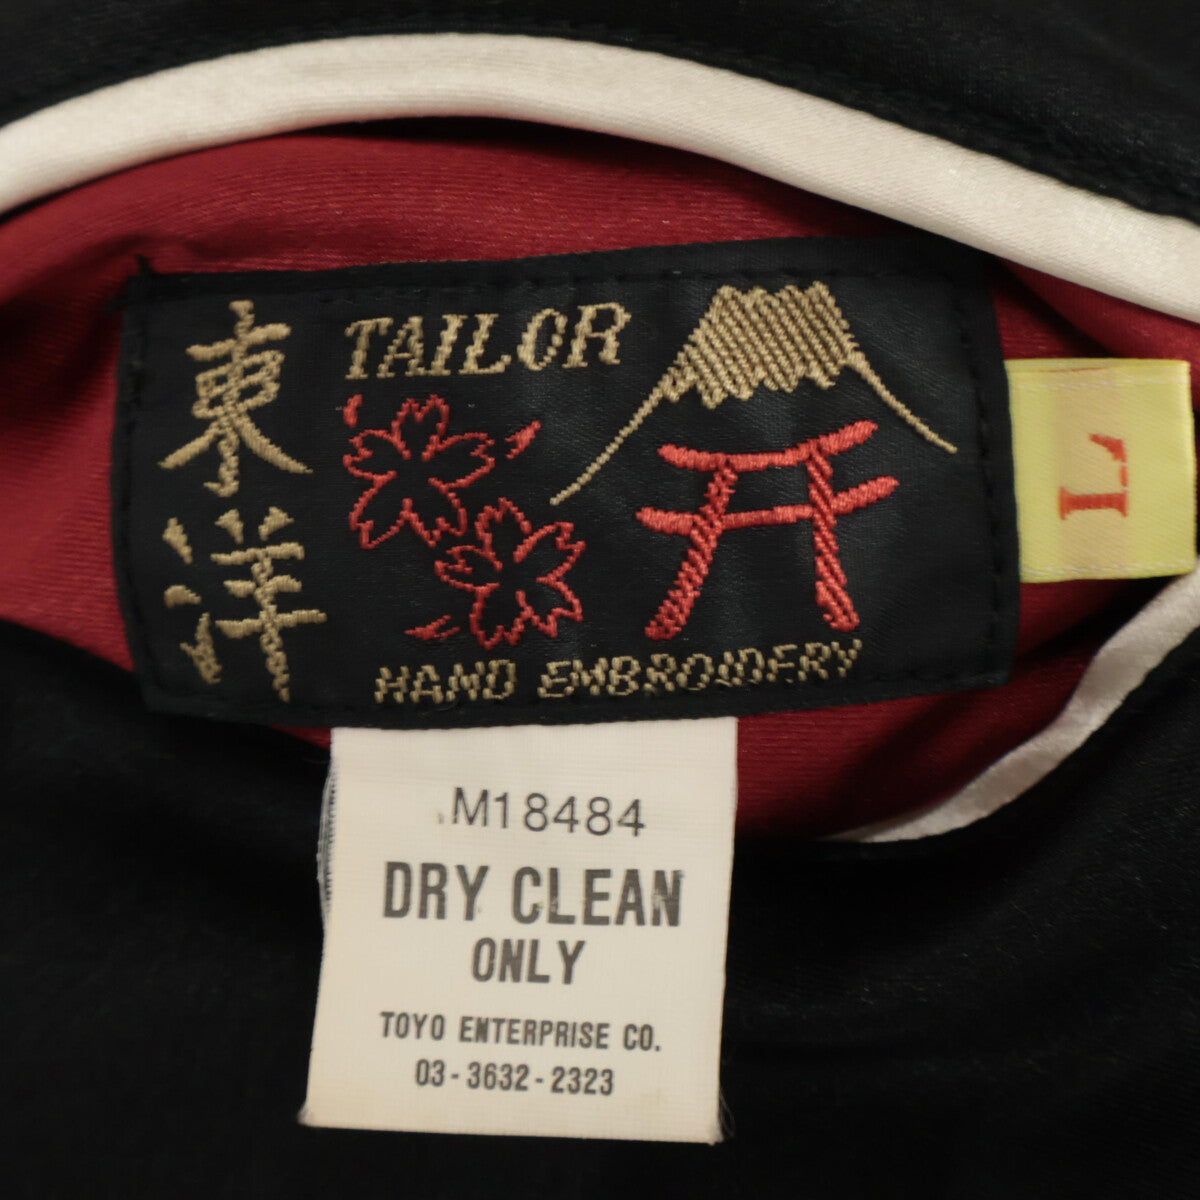 東洋
TAILOR
HAND EMBROIDERY
L
M18484
DRY CLEAN
ONLY
TOYO ENTERPRISE CO.
03-3632-2323